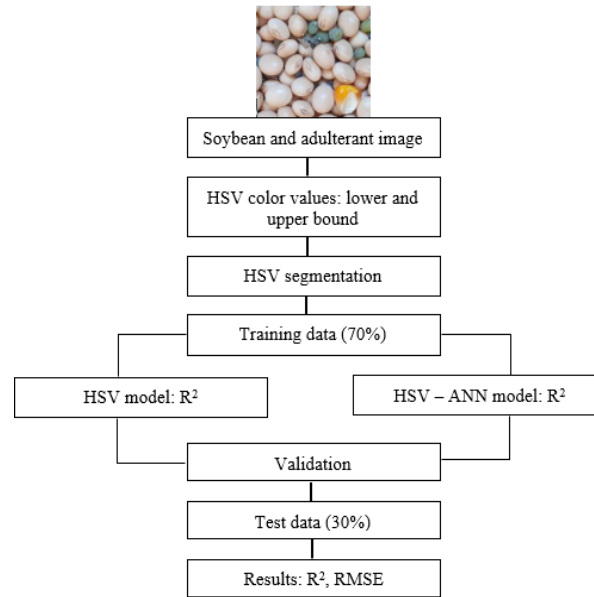 Soybean and adulterant image
HSV color values: lower and
upper bound
HSV segmentation
Training data (70%)
HSV model: R²
HSV – ANN model: R²
Validation
Test data (30%)
Results: R², RMSE